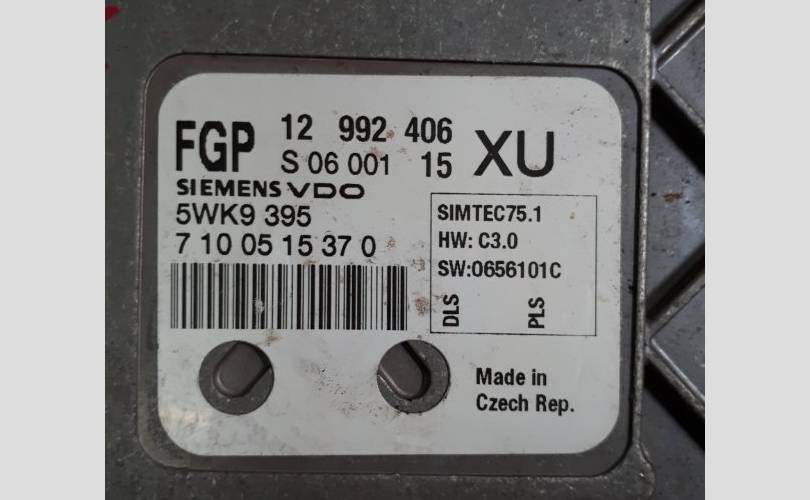 FGP 12 992 406 XU
S 06 001 15
SIEMENS VDO
5WK9 395
7 10 05 15 37 0
SIMTEC75.1
HW: C3.0
SW:0656101C
DLS PLS
Made in
Czech Rep.